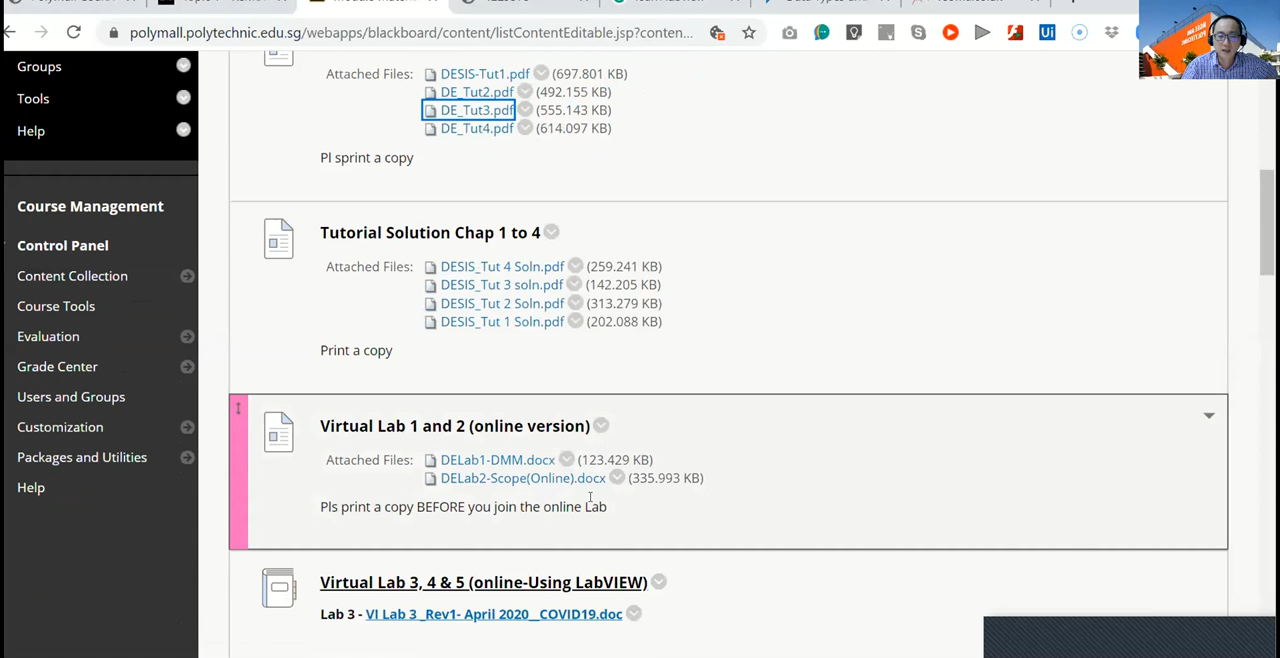 polymall.polytechnic.edu.sg/webapps/blackboard/content/listContentEditable.jsp?conten...
Groups
Tools
Help
Course Management
Control Panel
Content Collection
Course Tools
Evaluation
Grade Center
Users and Groups
Customization
Packages and Utilities
Help
Attached Files: DESIS-Tut1.pdf (697.801 KB)
DE_Tut2.pdf (492.155 KB)
DE_Tut3.pdf (555.143 KB)
DE_Tut4.pdf (614.097 KB)
Pl sprint a copy
Tutorial Solution Chap 1 to 4
Attached Files: DESIS_Tut 4 Soln.pdf (259.241 KB)
DESIS_Tut 3 soln.pdf (142.205 KB)
DESIS_Tut 2 Soln.pdf (313.279 KB)
DESIS_Tut 1 Soln.pdf (202.088 KB)
Print a copy
Virtual Lab 1 and 2 (online version)
Attached Files: DELab1-DMM.docx (123.429 KB)
DELab2-Scope(Online).docx (335.993 KB)
Pls print a copy BEFORE you join the online Lab
Virtual Lab 3, 4 & 5 (online-Using LabVIEW)
Lab 3 - VI Lab 3 _Rev1- April 2020__COVID19.doc